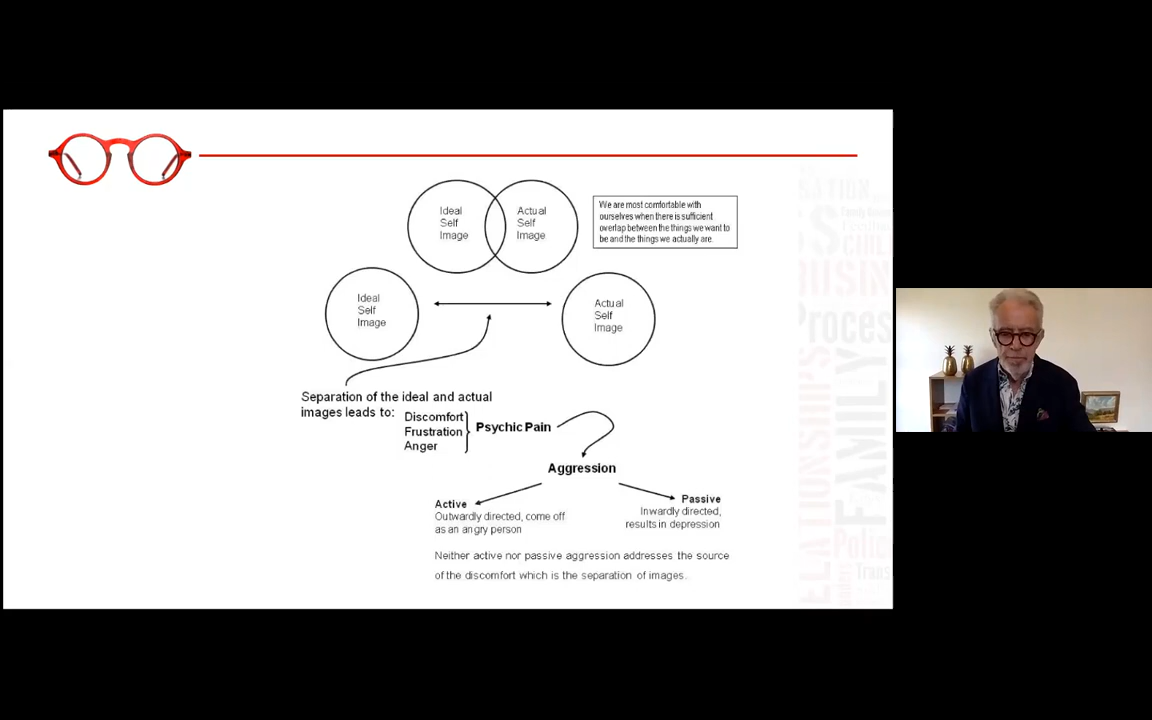 Ideal
Self
Image
Actual
Self
Image
We are most comfortable with
ourselves when there is sufficient
overlap between the things we want to
be and the things we actually are.
Ideal
Self
Image
Actual
Self
Image
Separation of the ideal and actual
images leads to:
Discomfort
Frustration
Anger
Psychic Pain
Aggression
Active
Outwardly directed, come off
as an angry person
Passive
Inwardly directed,
results in depression
Neither active nor passive aggression addresses the source
of the discomfort which is the separation of images.
RELATIONSHIPS
FAMILY
Process